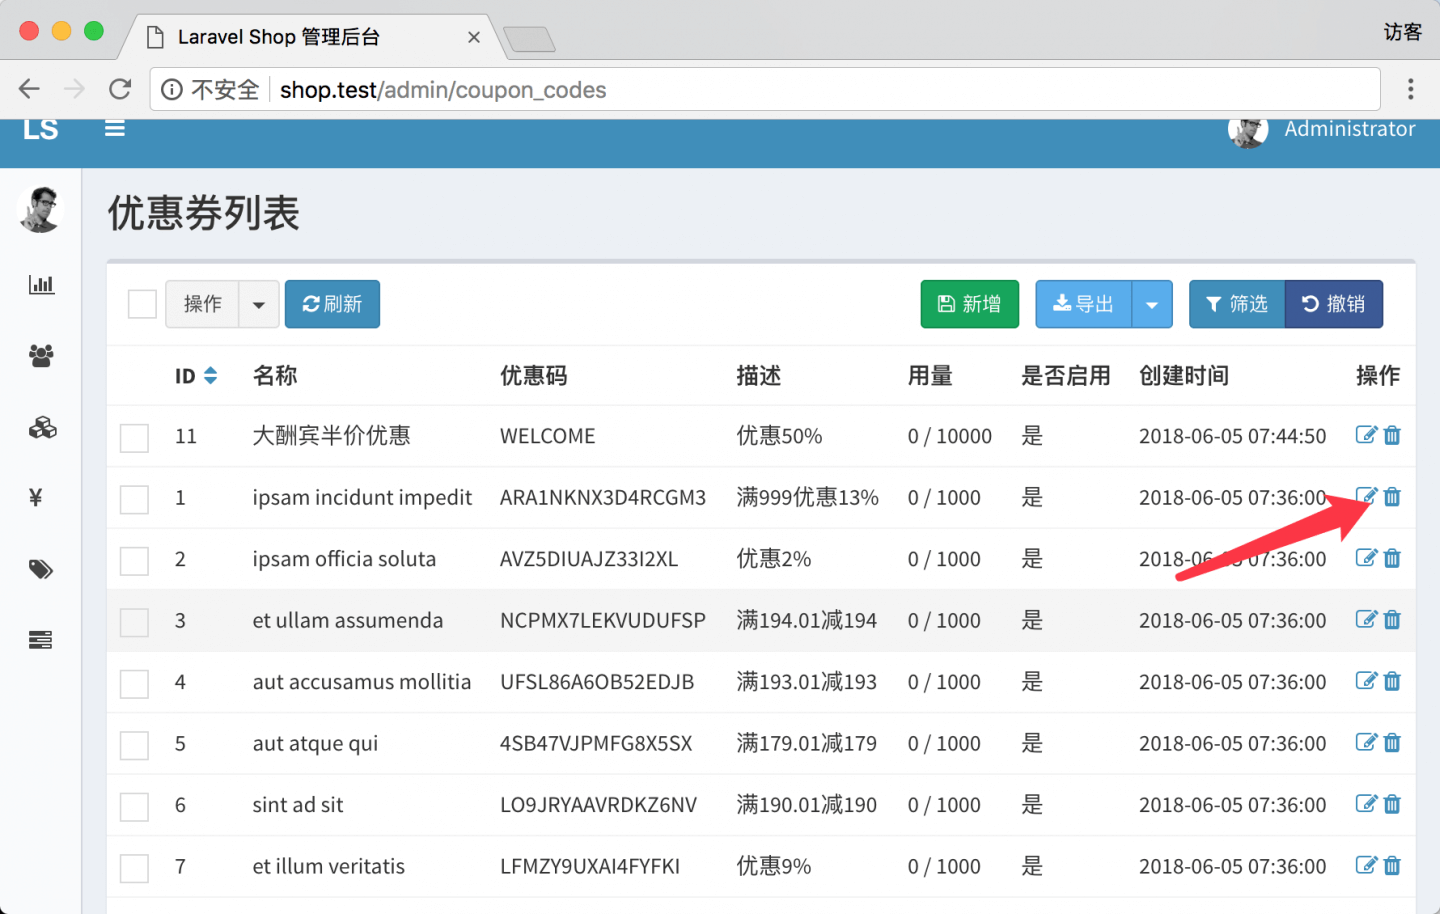 Laravel Shop 管理后台
访客
不安全 shop.test/admin/coupon_codes
LS Administrator
优惠券列表
操作 刷新 新增 导出 筛选 撤销
ID 名称 优惠码 描述 用量 是否启用 创建时间 操作
11 大酬宾半价优惠 WELCOME 优惠50% 0 / 10000 是 2018-06-05 07:44:50
1 ipsam incidunt impedit ARA1NKNX3D4RCGM3 满999优惠13% 0 / 1000 是 2018-06-05 07:36:00
2 ipsam officia soluta AVZ5DIUAJZ33I2XL 优惠2% 0 / 1000 是 2018-06-05 07:36:00
3 et ullam assumenda NCPMX7LEKVUDUFSP 满194.01减194 0 / 1000 是 2018-06-05 07:36:00
4 aut accusamus mollitia UFSL86A6OB52EDJB 满193.01减193 0 / 1000 是 2018-06-05 07:36:00
5 aut atque qui 4SB47VJPMFG8X5SX 满179.01减179 0 / 1000 是 2018-06-05 07:36:00
6 sint ad sit LO9JRYAAVRDKZ6NV 满190.01减190 0 / 1000 是 2018-06-05 07:36:00
7 et illum veritatis LFMZY9UXAI4FYFKI 优惠9% 0 / 1000 是 2018-06-05 07:36:00